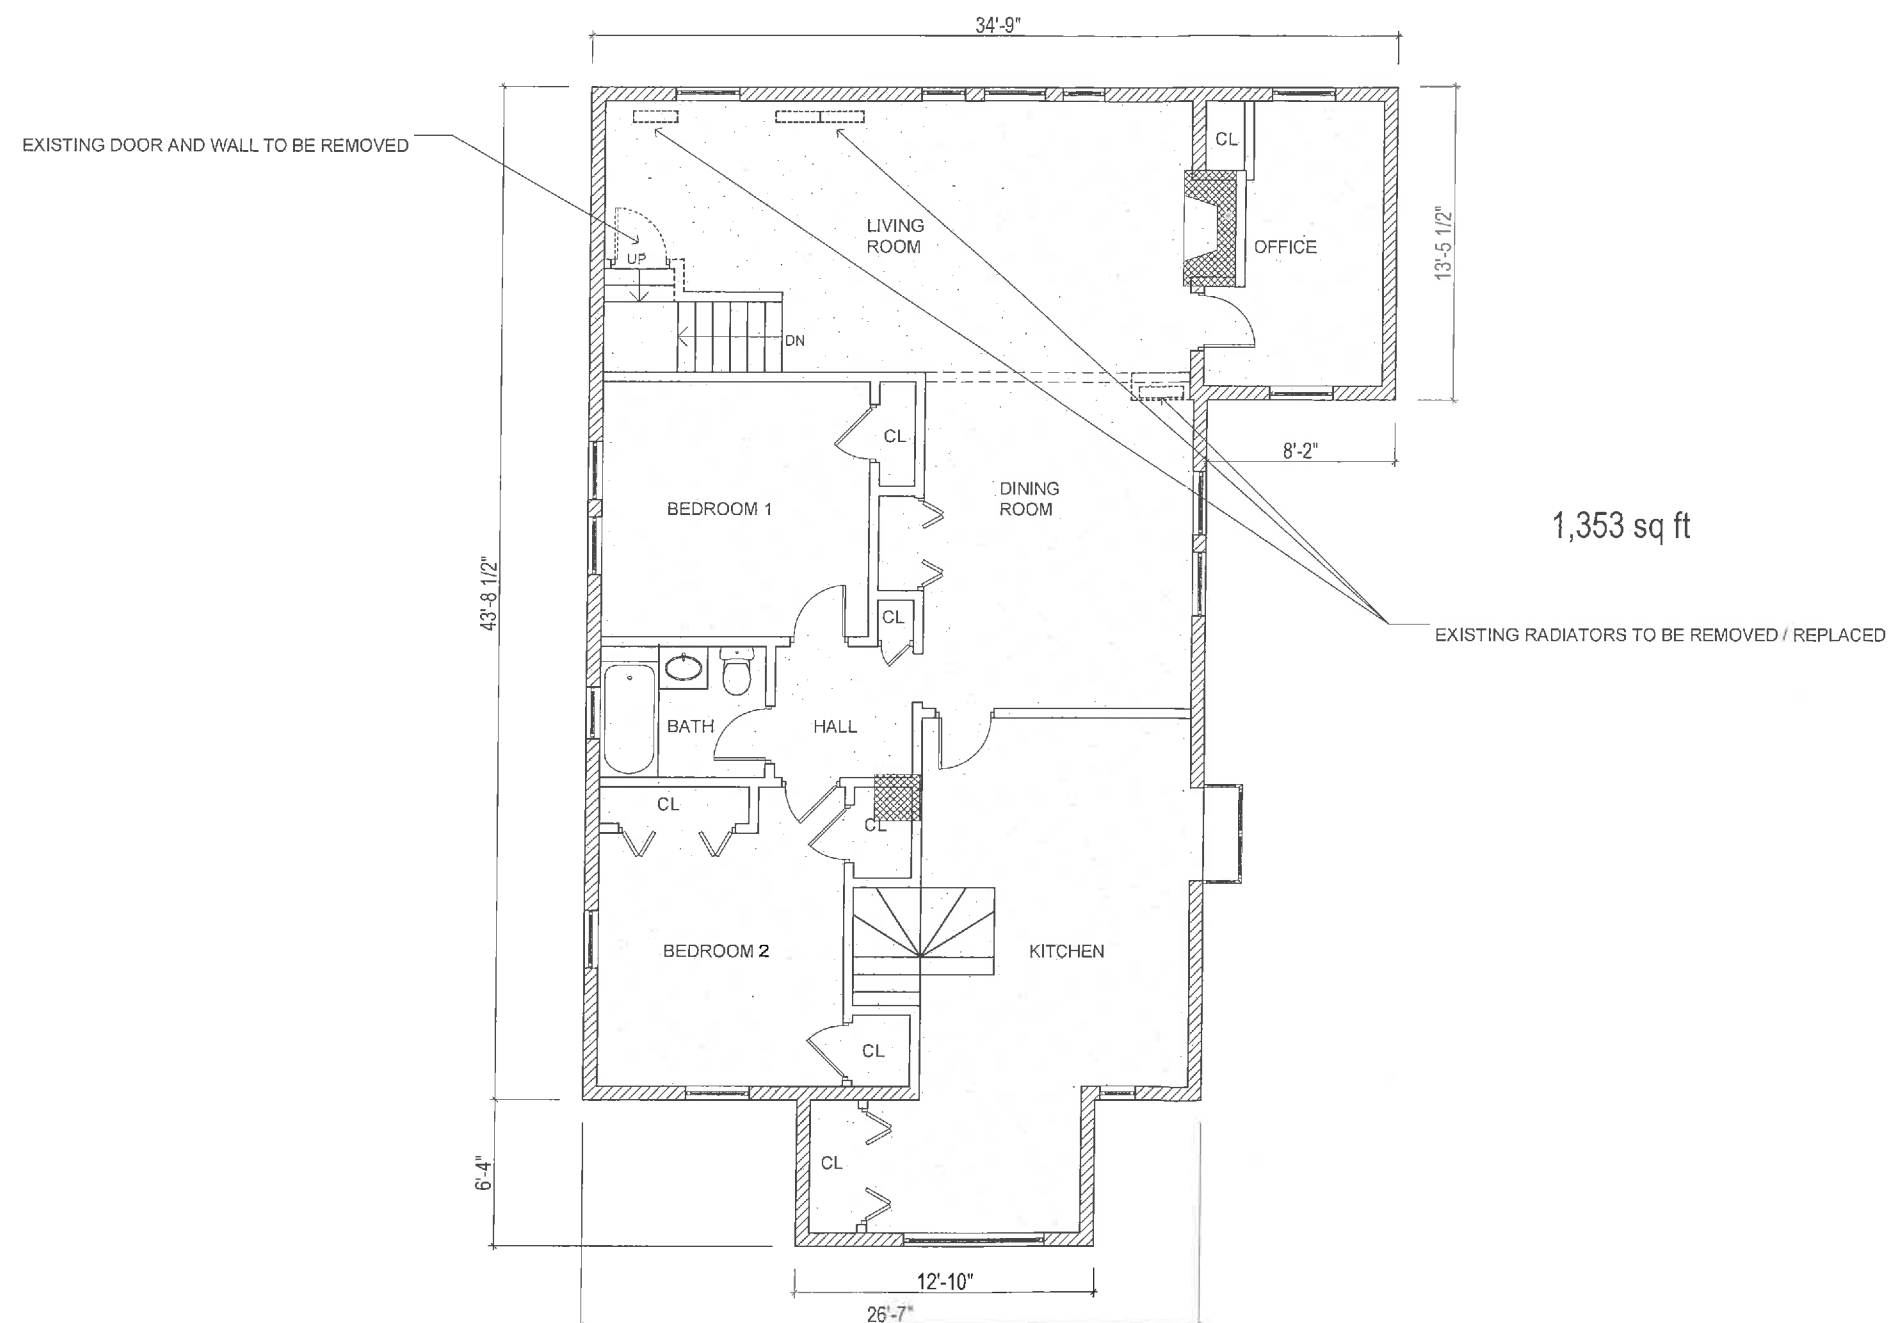 34'-9"
EXISTING DOOR AND WALL TO BE REMOVED
CL
LIVING
ROOM
OFFICE
13'-5 1/2"
UP
DN
8'-2"
CL
BEDROOM 1
DINING
ROOM
1,353 sq ft
43'-8 1/2"
CL
EXISTING RADIATORS TO BE REMOVED / REPLACED
BATH
HALL
CL
CL
BEDROOM 2
KITCHEN
CL
CL
6'-4"
12'-10"
26'-7"